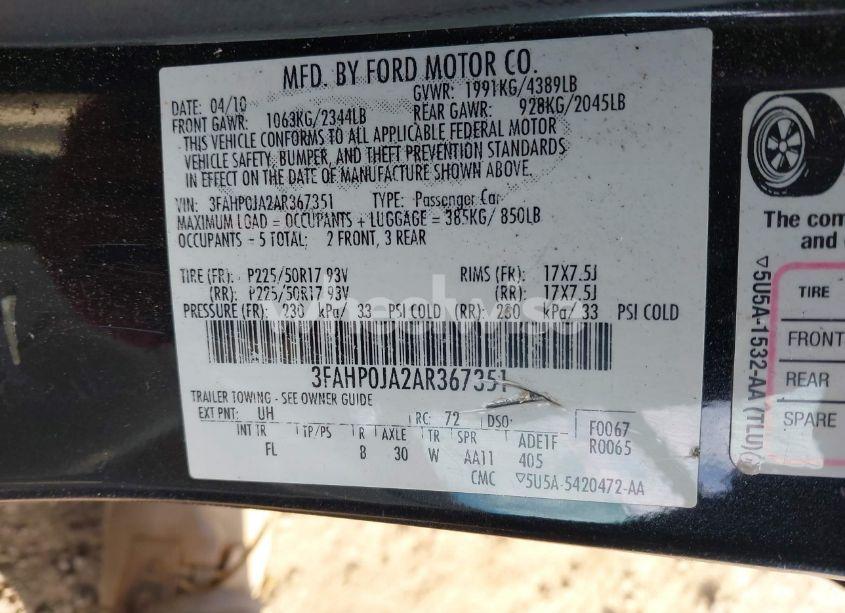 MFD. BY FORD MOTOR CO.
DATE: 04/10
GVWR: 1991KG/4389LB
FRONT GAWR: 1063KG/2344LB
REAR GAWR: 928KG/2045LB
THIS VEHICLE CONFORMS TO ALL APPLICABLE FEDERAL MOTOR
VEHICLE SAFETY, BUMPER, AND THEFT PREVENTION STANDARDS
IN EFFECT ON THE DATE OF MANUFACTURE SHOWN ABOVE.
VIN: 3FAHP0JA2AR367351 TYPE: Passenger Car
MAXIMUM LOAD = OCCUPANTS + LUGGAGE = 385KG/ 850LB
OCCUPANTS - 5 TOTAL: 2 FRONT, 3 REAR
TIRE (FR): P225/50R17 93V RIMS (FR): 17X7.5J
(RR): P225/50R17 93V (RR): 17X7.5J
PRESSURE (FR): 230 kPa/ 33 PSI COLD (RR): 230 kPa/ 33 PSI COLD
3FAHP0JA2AR367351
TRAILER TOWING - SEE OWNER GUIDE
EXT PNT: UH RC: 72 DSO:
F0067
R0065
INT TR TP/PS R AXLE TR SPR ADE1F
FL 8 30 W AA11 405
CMC ▽5U5A-5420472-AA
▽5U5A-1532-AA (TLU)
The com
and
TIRE
FRONT
REAR
SPARE